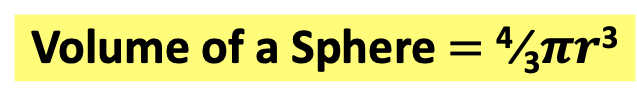 Volume of a Sphere = ⁴⁄₃πr³